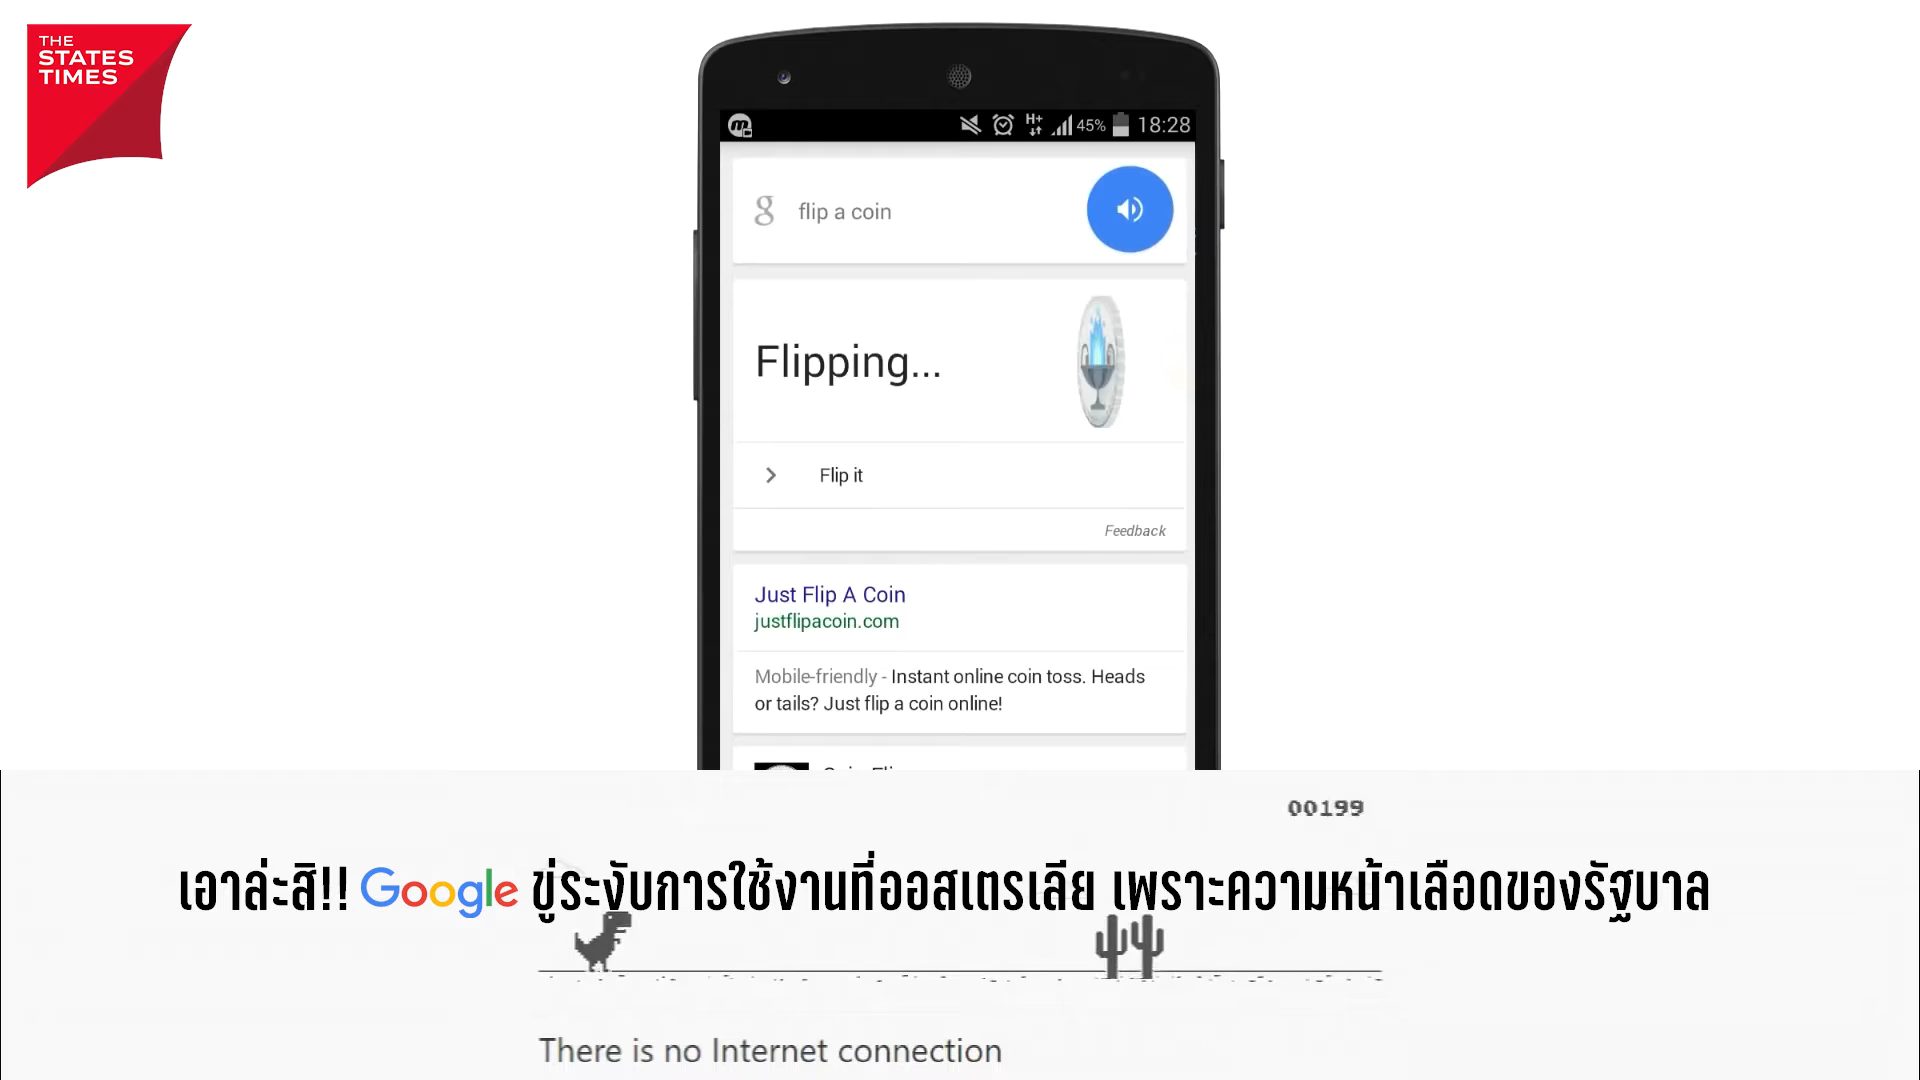 THE
STATES
TIMES
H+
45%
18:28
g flip a coin
Flipping...
Flip it
Feedback
Just Flip A Coin
justflipacoin.com
Mobile-friendly - Instant online coin toss. Heads
or tails? Just flip a coin online!
00199
เอาล่ะสิ!! Google ขู่ระงับการใช้งานที่ออสเตรเลีย เพราะความหน้าเลือดของรัฐบาล
There is no Internet connection